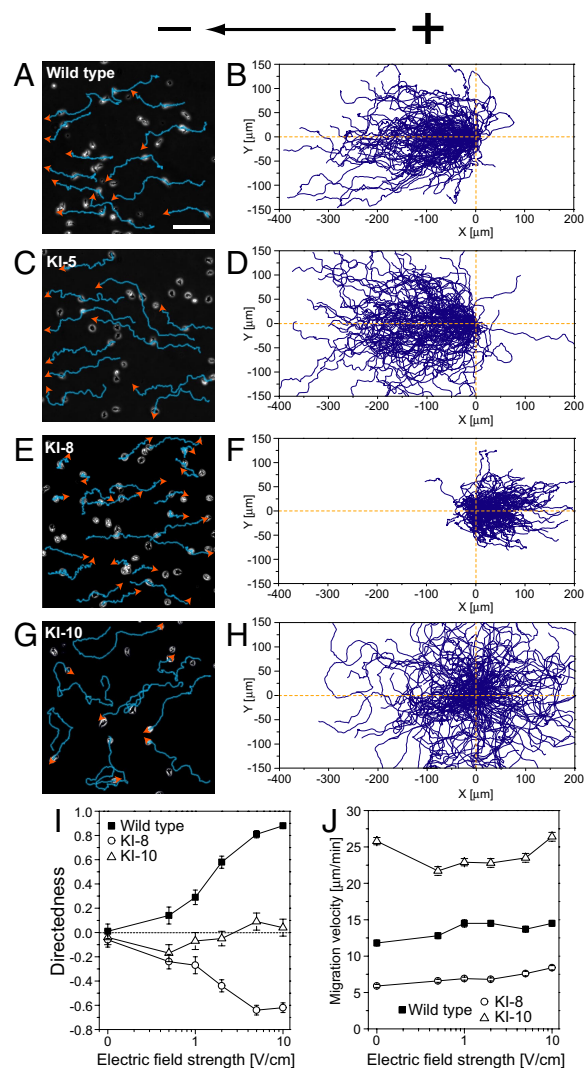 − +
A Wild type
B
150
100
50
0
-50
-100
-150
Y [μm]
-400 -300 -200 -100 0 100 200
X [μm]
C KI-5
D
150
100
50
0
-50
-100
-150
Y [μm]
-400 -300 -200 -100 0 100 200
X [μm]
E KI-8
F
150
100
50
0
-50
-100
-150
Y [μm]
-400 -300 -200 -100 0 100 200
X [μm]
G KI-10
H
150
100
50
0
-50
-100
-150
Y [μm]
-400 -300 -200 -100 0 100 200
X [μm]
I
Wild type
KI-8
KI-10
1.0
0.8
0.6
0.4
0.2
0.0
-0.2
-0.4
-0.6
-0.8
Directedness
0 1 10
Electric field strength [V/cm]
J
30
25
20
15
10
5
0
Migration velocity [μm/min]
Wild type
KI-8
KI-10
0 1 10
Electric field strength [V/cm]